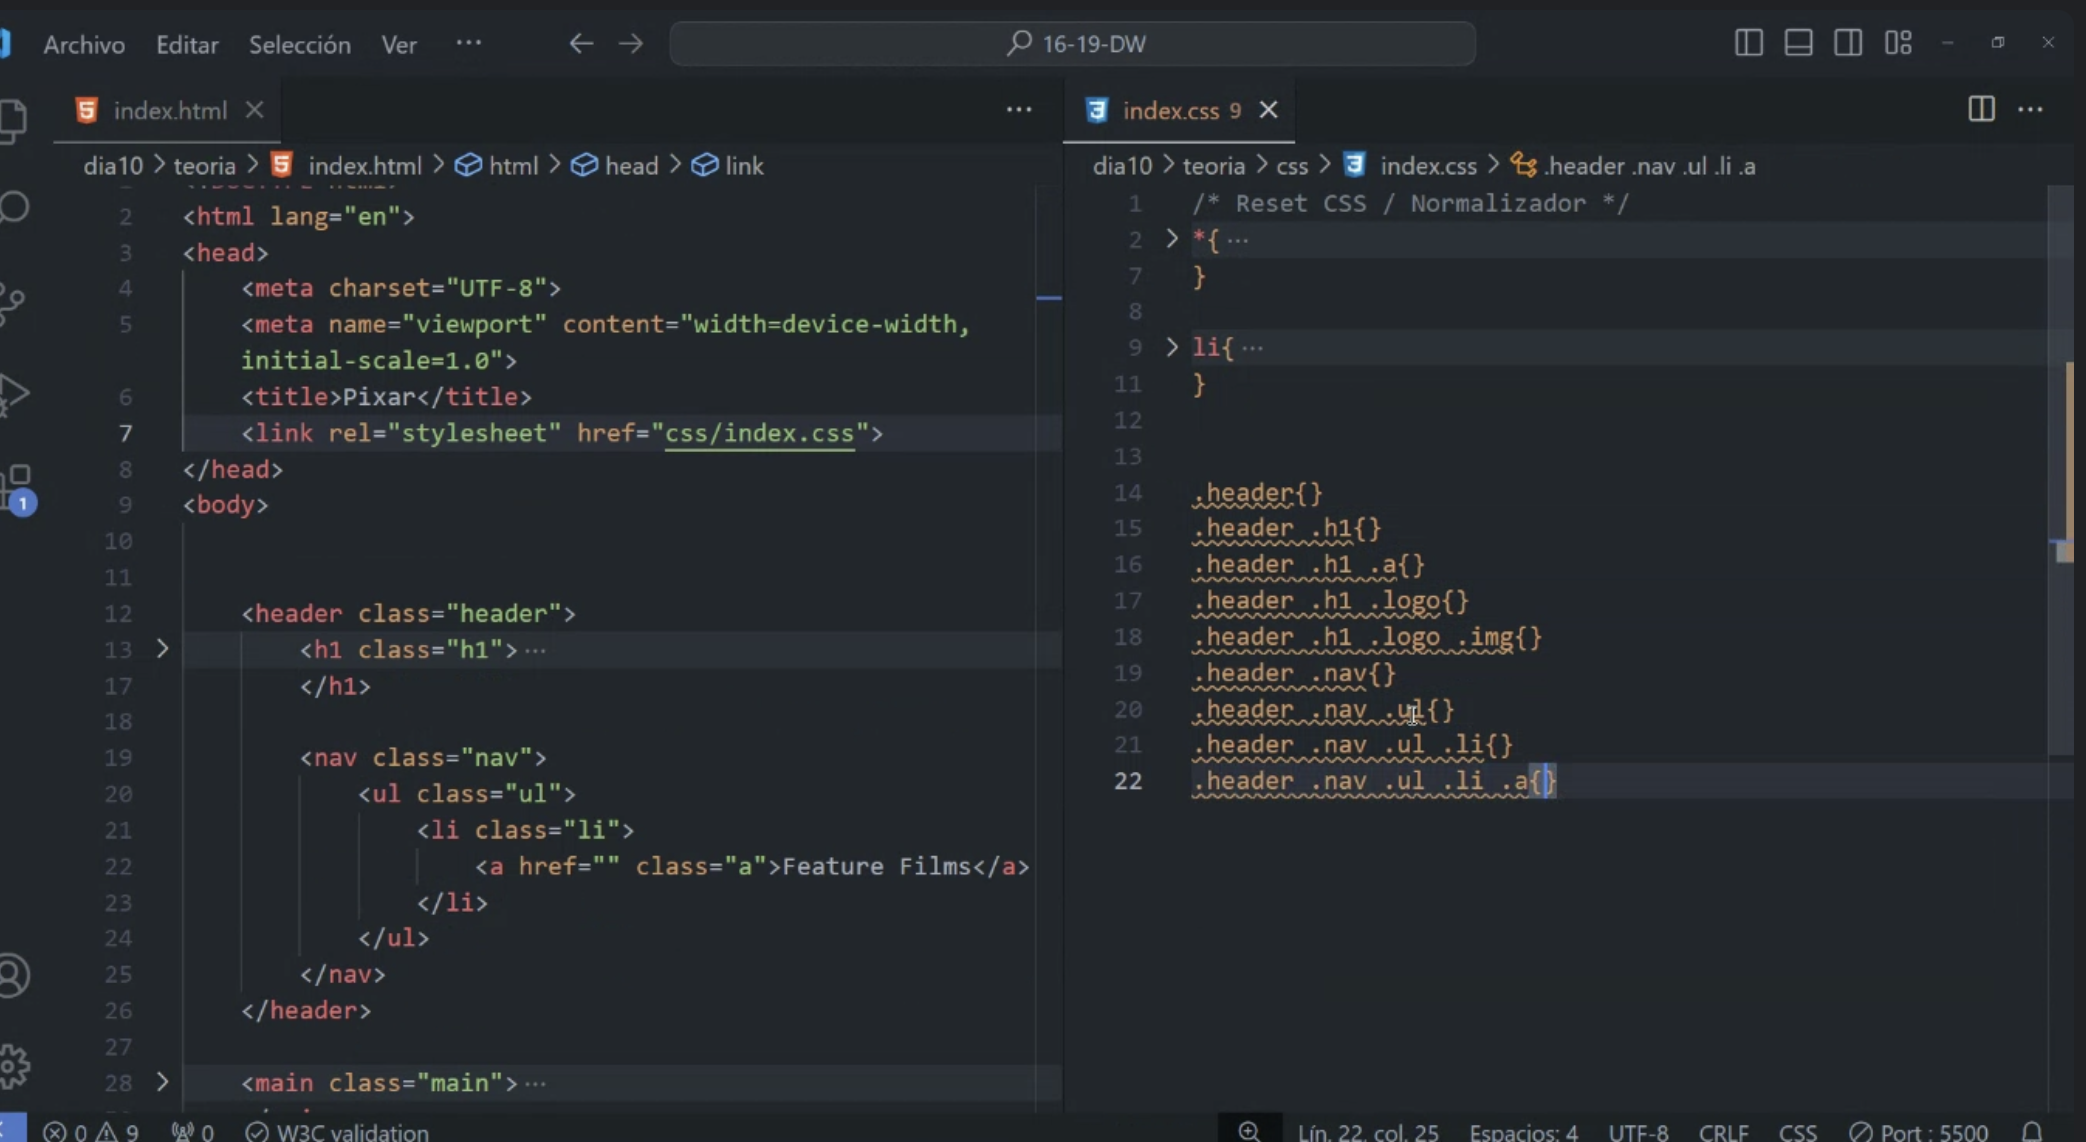 Archivo Editar Selección Ver ··· 16-19-DW
index.html
dia10 > teoria > index.html > html > head > link
2 <html lang="en">
3 <head>
4 <meta charset="UTF-8">
5 <meta name="viewport" content="width=device-width,
initial-scale=1.0">
6 <title>Pixar</title>
7 <link rel="stylesheet" href="css/index.css">
8 </head>
9 <body>
10
11
12 <header class="header">
13 <h1 class="h1"> ···
17 </h1>
18
19 <nav class="nav">
20 <ul class="ul">
21 <li class="li">
22 <a href="" class="a">Feature Films</a>
23 </li>
24 </ul>
25 </nav>
26 </header>
27
28 <main class="main"> ···
index.css 9
dia10 > teoria > css > index.css > .header .nav .ul .li .a
1 /* Reset CSS / Normalizador */
2 *{ ···
7 }
8
9 li{ ···
11 }
12
13
14 .header{}
15 .header .h1{}
16 .header .h1 .a{}
17 .header .h1 .logo{}
18 .header .h1 .logo .img{}
19 .header .nav{}
20 .header .nav .ul{}
21 .header .nav .ul .li{}
22 .header .nav .ul .li .a{}
1
0 9 0 W3C validation Lín. 22, col. 25 Espacios: 4 UTF-8 CRLF CSS Port : 5500